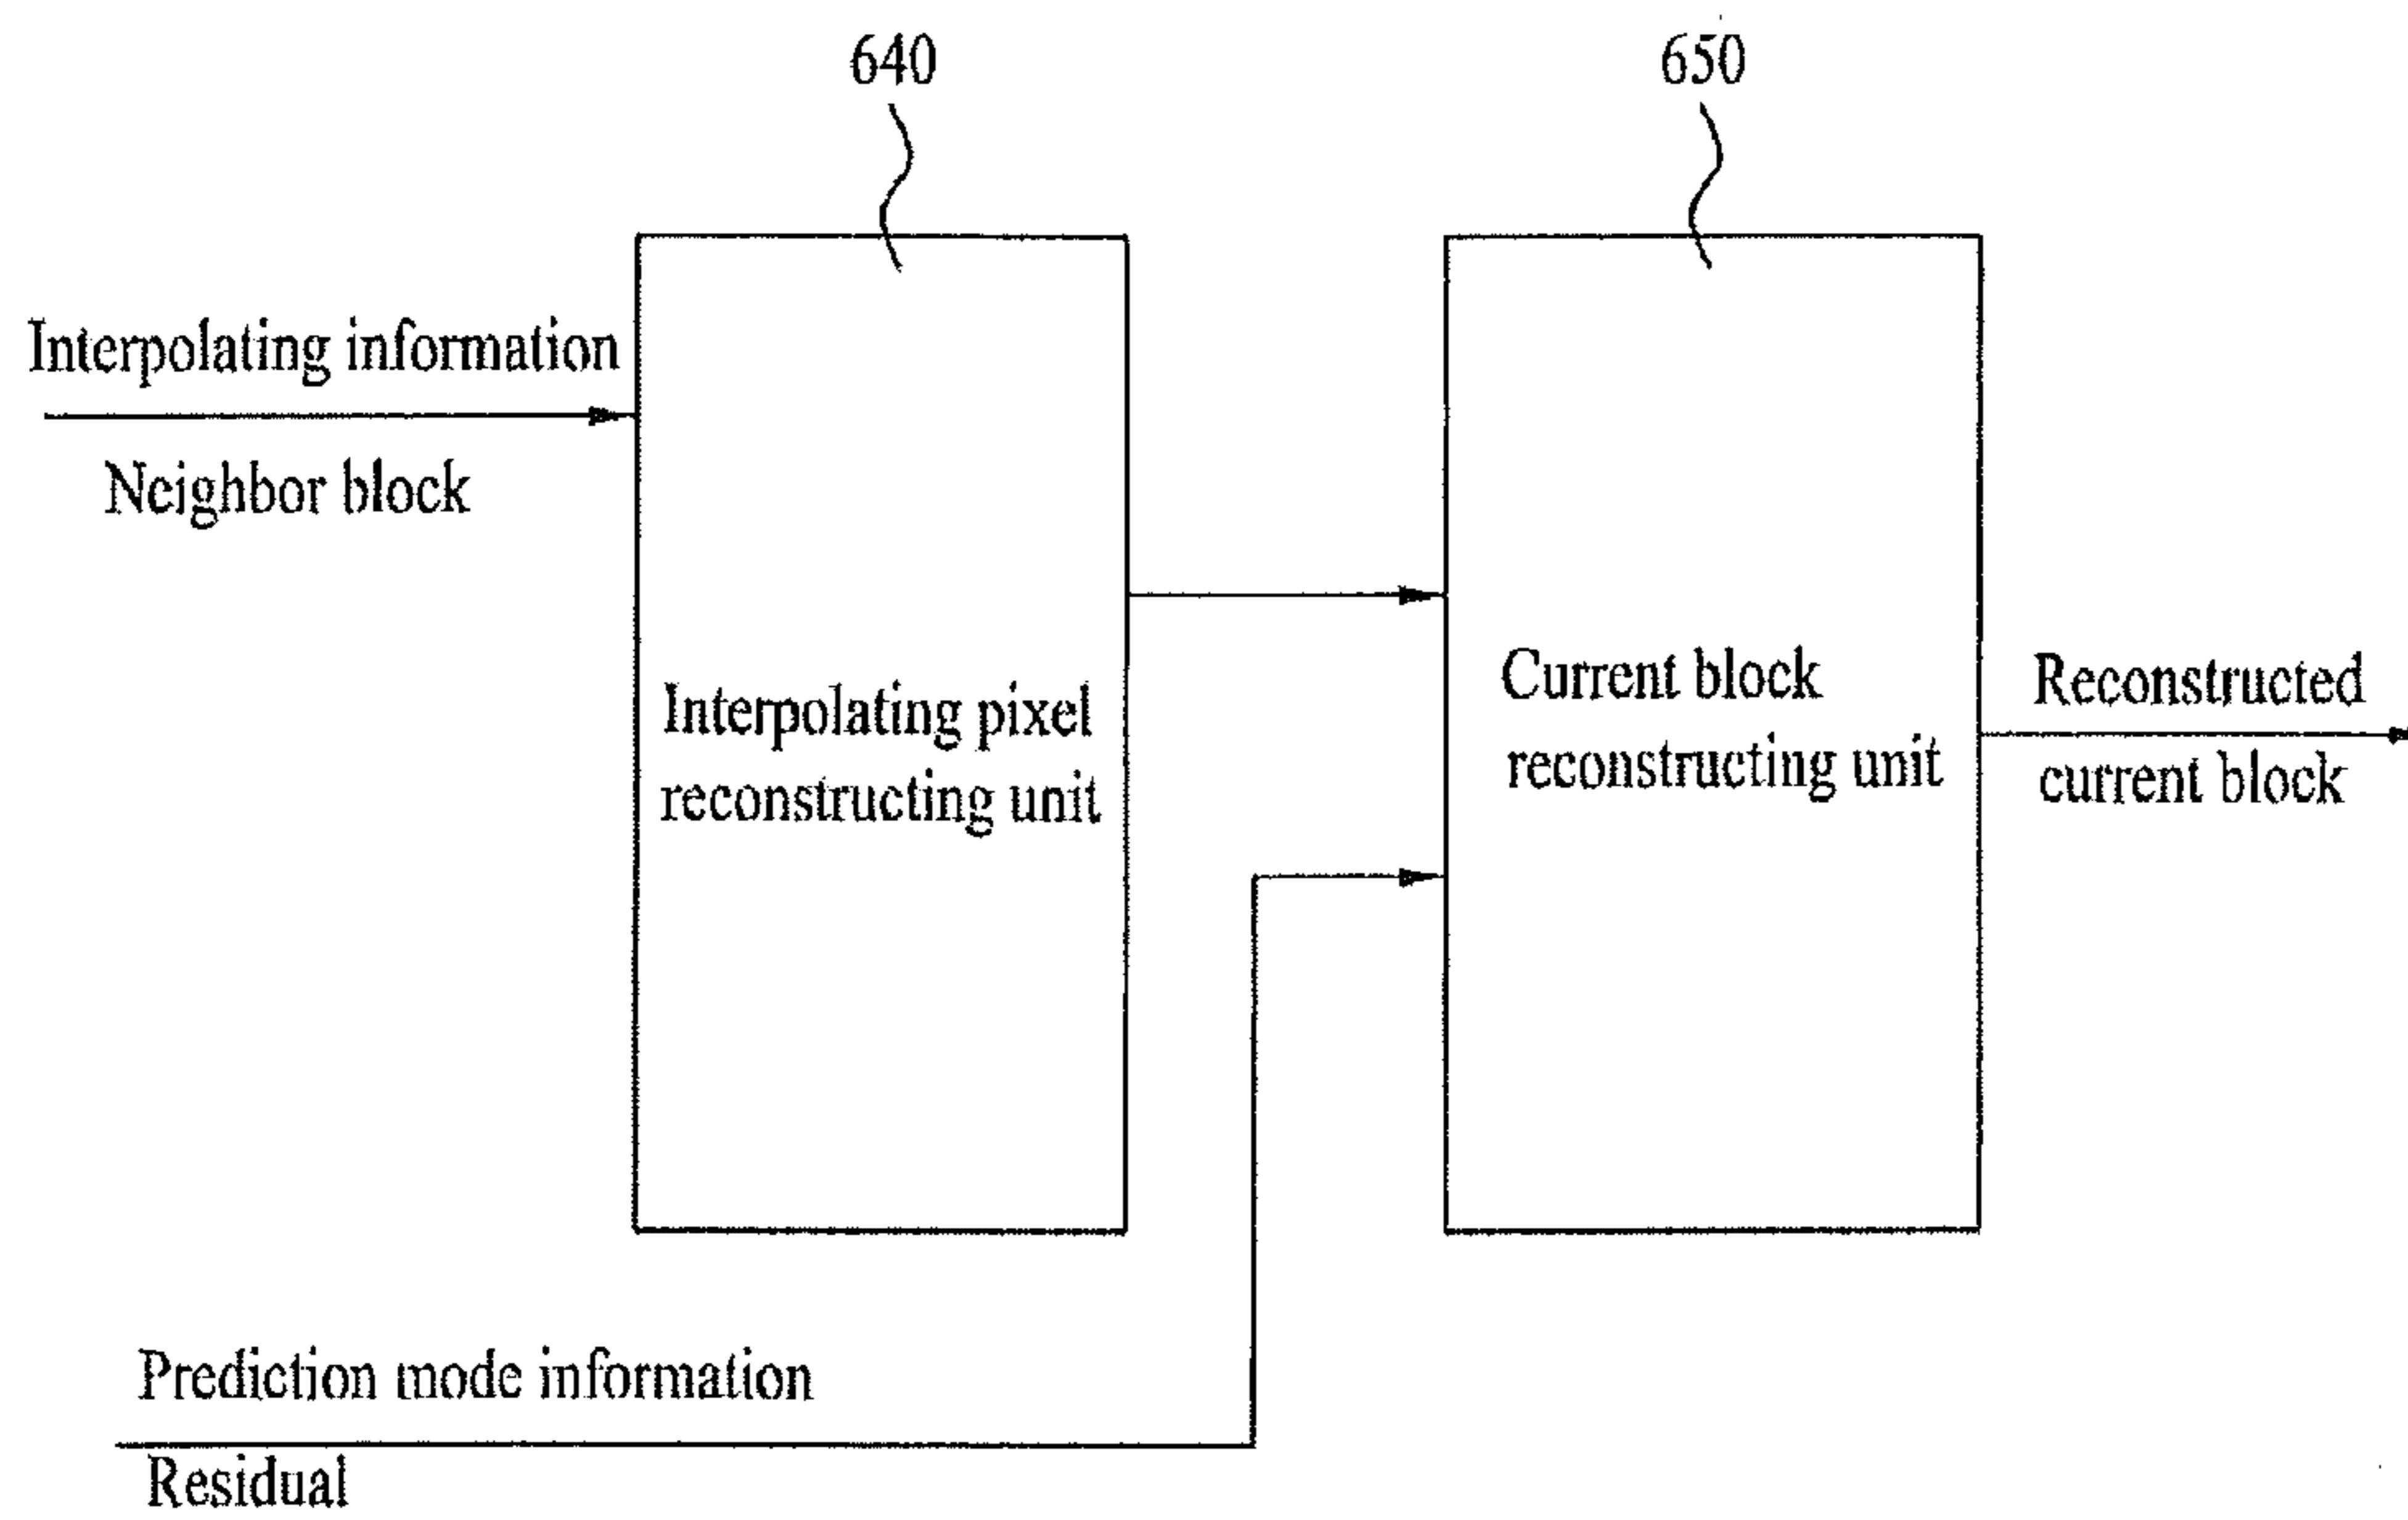 640
650
Interpolating information
Neighbor block
Interpolating pixel
reconstructing unit
Current block
reconstructing unit
Reconstructed
current block
Prediction mode information
Residual